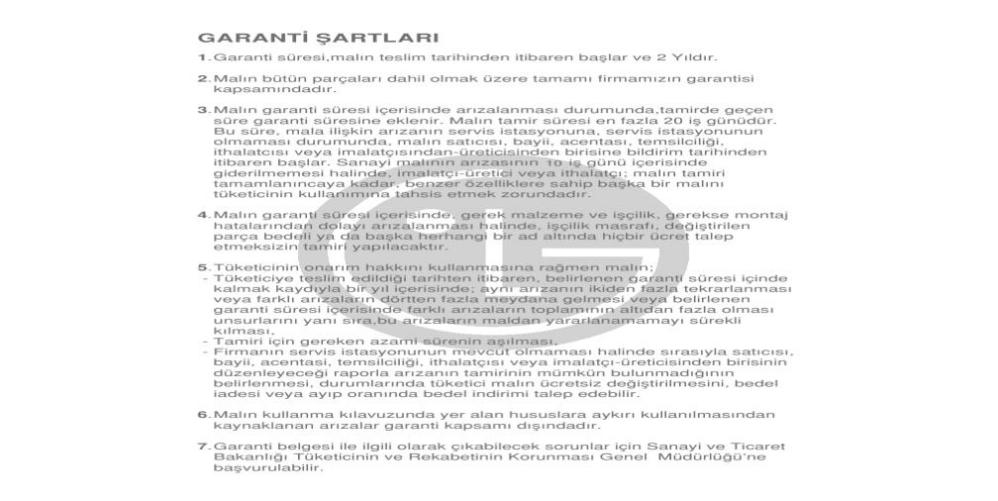 GARANTİ ŞARTLARI
1.Garanti süresi,malın teslim tarihinden itibaren başlar ve 2 Yıldır.
2.Malın bütün parçaları dahil olmak üzere tamamı firmamızın garantisi
kapsamındadır.
3.Malın garanti süresi içerisinde arızalanması durumunda,tamirde geçen
süre garanti süresine eklenir. Malın tamir süresi en fazla 20 iş günüdür.
Bu süre, mala ilişkin arızanın servis istasyonuna, servis istasyonunun
olmaması durumunda, malın satıcısı, bayii, acentası, temsilciliği,
ithalatcısı veya imalatçısından-üreticisinden birisine bildirim tarihinden
itibaren başlar. Sanayi malının arızasının 10 iş günü içerisinde
giderilmemesi halinde, imalatçı-üretici veya ithalatçı; malın tamiri
tamamlanıncaya kadar, benzer özelliklere sahip başka bir malını
tüketicinin kullanımına tahsis etmek zorundadır.
4.Malın garanti süresi içerisinde, gerek malzeme ve işçilik, gerekse montaj
hatalarından dolayı arızalanması halinde, işçilik masrafı, değiştirilen
parça bedeli ya da başka herhangi bir ad altında hiçbir ücret talep
etmeksizin tamiri yapılacaktır.
5.Tüketicinin onarım hakkını kullanmasına rağmen malın;
- Tüketiciye teslim edildiği tarihten itibaren, belirlenen garanti süresi içinde
kalmak kaydıyla bir yıl içerisinde; aynı arızanın ikiden fazla tekrarlanması
veya farklı arızaların dörtten fazla meydana gelmesi veya belirlenen
garanti süresi içerisinde farklı arızaların toplamının altıdan fazla olması
unsurlarını yanı sıra,bu arızaların maldan yararlanamamayı sürekli
kılması,
- Tamiri için gereken azami sürenin aşılması,
- Firmanın servis istasyonunun mevcut olmaması halinde sırasıyla satıcısı,
bayii, acentası, temsilciliği, ithalatçısı veya imalatçı-üreticisinden birisinin
düzenleyeceği raporla arızanın tamirinin mümkün bulunmadığının
belirlenmesi, durumlarında tüketici malın ücretsiz değiştirilmesini, bedel
iadesi veya ayıp oranında bedel indirimi talep edebilir.
6.Malın kullanma kılavuzunda yer alan hususlara aykırı kullanılmasından
kaynaklanan arızalar garanti kapsamı dışındadır.
7.Garanti belgesi ile ilgili olarak çıkabilecek sorunlar için Sanayi ve Ticaret
Bakanlığı Tüketicinin ve Rekabetinin Korunması Genel Müdürlüğü'ne
başvurulabilir.